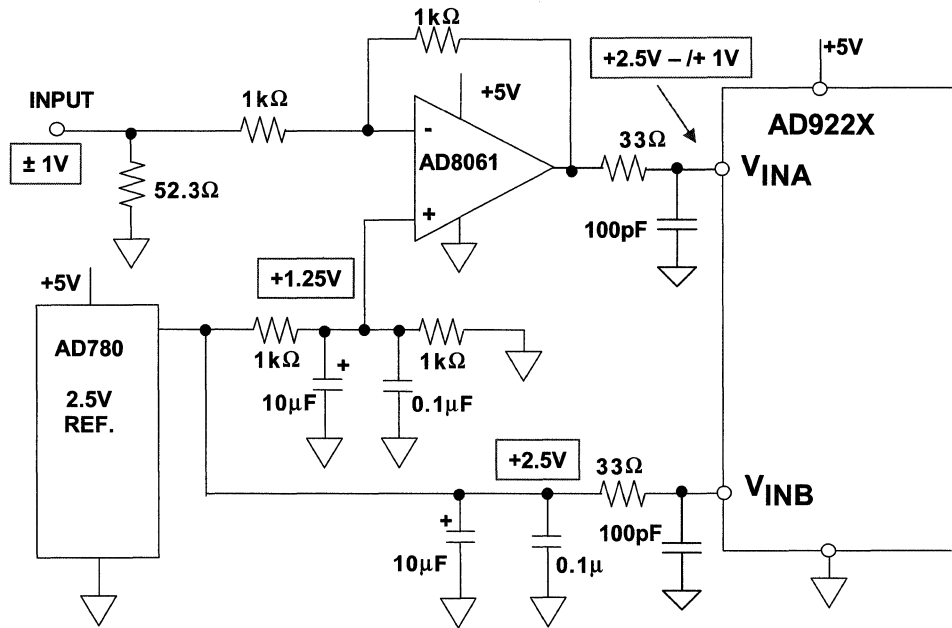 1kΩ
+2.5V – /+ 1V
+5V
INPUT
1kΩ
+5V
AD922X
± 1V
-
AD8061
33Ω
VINA
52.3Ω
+
100pF
+1.25V
+5V
AD780
2.5V
REF.
1kΩ
+
1kΩ
10μF
0.1μF
+2.5V
33Ω
VINB
+
10μF
0.1μ
100pF